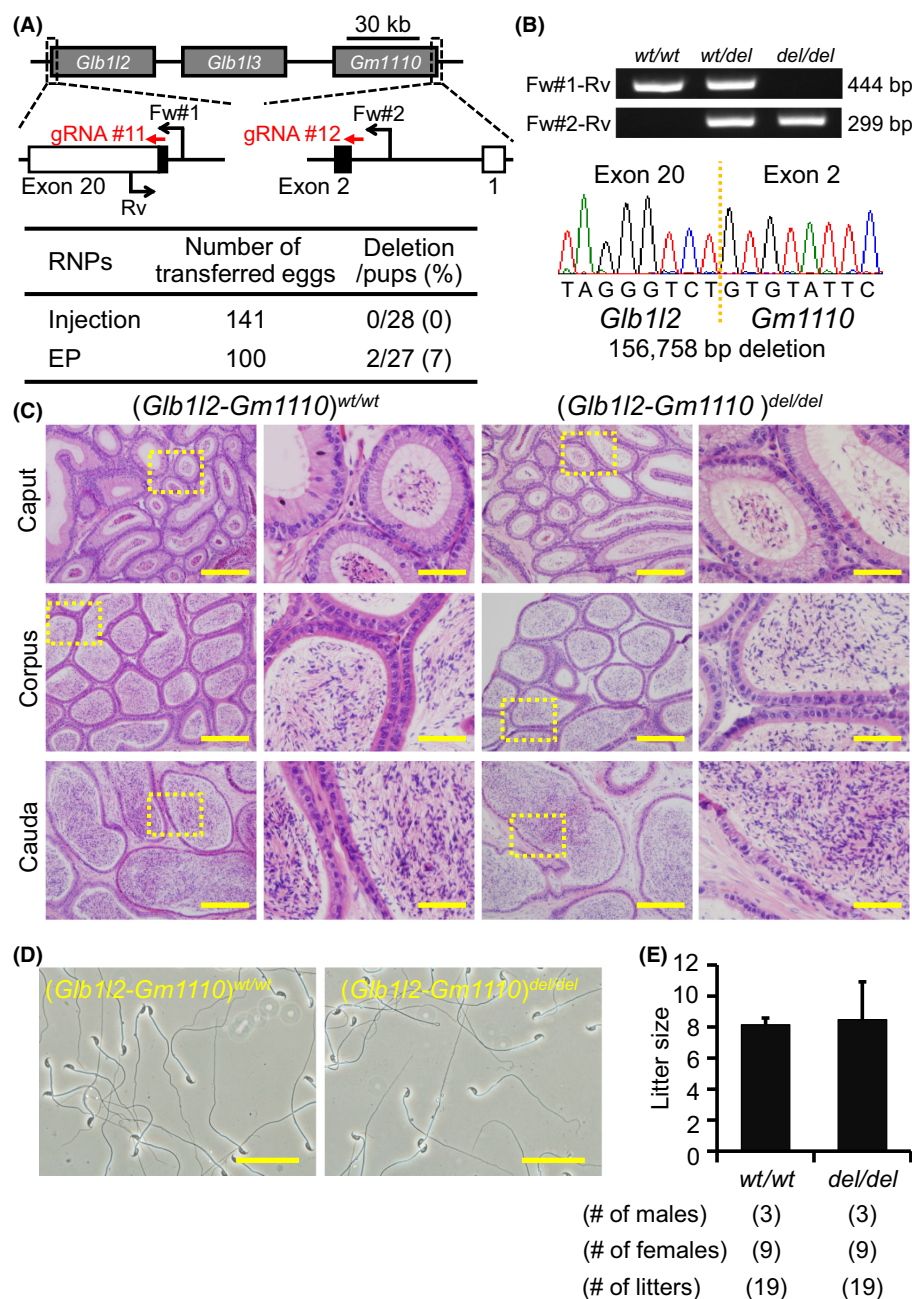 (A)
30 kb
Glb1l2 Glb1l3 Gm1110
Fw#1
gRNA #11
Fw#2
gRNA #12
Exon 20
Rv
Exon 2
1
RNPs
Number of transferred eggs
Deletion /pups (%)
Injection 141 0/28 (0)
EP 100 2/27 (7)
(B)
wt/wt wt/del del/del
Fw#1-Rv 444 bp
Fw#2-Rv 299 bp
Exon 20 Exon 2
T A G G G T C T G T G T A T T C
Glb1l2 Gm1110
156,758 bp deletion
(C)
(Glb1l2-Gm1110)wt/wt (Glb1l2-Gm1110 )del/del
Caput
Corpus
Cauda
(D)
(Glb1l2-Gm1110)wt/wt (Glb1l2-Gm1110)del/del
(E)
Litter size
12
10
8
6
4
2
0
wt/wt del/del
(# of males) (3) (3)
(# of females) (9) (9)
(# of litters) (19) (19)